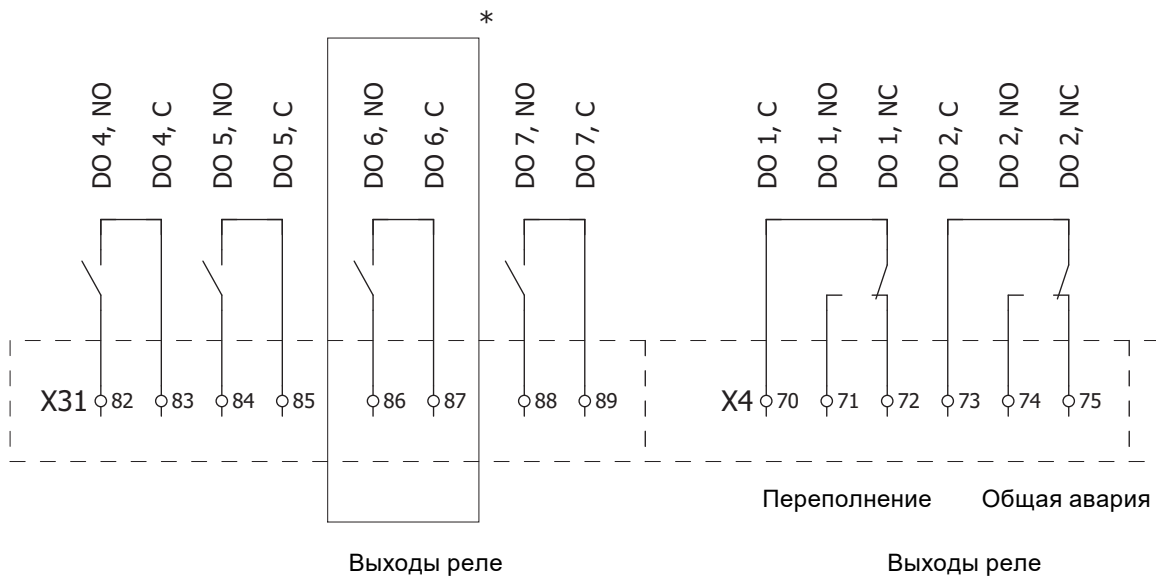 *
DO 4, NO
DO 4, C
DO 5, NO
DO 5, C
DO 6, NO
DO 6, C
DO 7, NO
DO 7, C
DO 1, C
DO 1, NO
DO 1, NC
DO 2, C
DO 2, NO
DO 2, NC
X31 82 83 84 85 86 87 88 89
X4 70 71 72 73 74 75
Переполнение
Общая авария
Выходы реле
Выходы реле